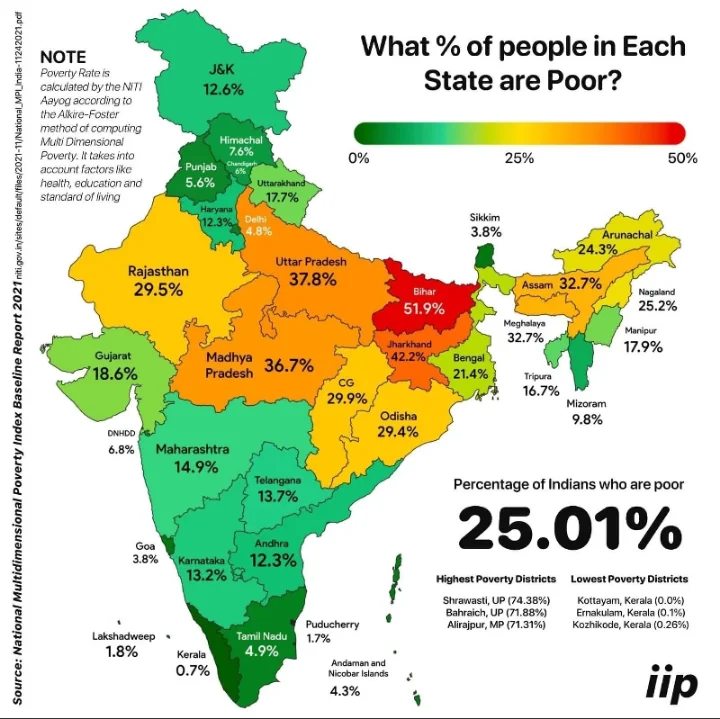 NOTE
Poverty Rate is
calculated by the NITI
Aayog according to
the Alkire-Foster
method of computing
Multi Dimensional
Poverty. It takes into
account factors like
health, education and
standard of living
What % of people in Each
State are Poor?
0%
25%
50%
J&K
12.6%
Himachal
7.6%
Chandigarh
6%
Punjab
5.6%
Uttarakhand
17.7%
Haryana
12.3%
Delhi
4.8%
Rajasthan
29.5%
Uttar Pradesh
37.8%
Bihar
51.9%
Sikkim
3.8%
Arunachal
24.3%
Assam 32.7%
Nagaland
25.2%
Meghalaya
32.7%
Manipur
17.9%
Tripura
16.7%
Mizoram
9.8%
Gujarat
18.6%
Madhya
Pradesh
36.7%
Jharkhand
42.2%
Bengal
21.4%
CG
29.9%
Odisha
29.4%
DNHDD
6.8%
Maharashtra
14.9%
Telangana
13.7%
Goa
3.8%
Karnataka
13.2%
Andhra
12.3%
Lakshadweep
1.8%
Kerala
0.7%
Tamil Nadu
4.9%
Puducherry
1.7%
Andaman and
Nicobar Islands
4.3%
Percentage of Indians who are poor
25.01%
Highest Poverty Districts
Shrawasti, UP (74.38%)
Bahraich, UP (71.88%)
Alirajpur, MP (71.31%)
Lowest Poverty Districts
Kottayam, Kerala (0.0%)
Ernakulam, Kerala (0.1%)
Kozhikode, Kerala (0.26%)
iip
Source: National Multidimensional Poverty Index Baseline Report 2021 niti.gov.in/sites/default/files/2021-11/National_MPI_India-11242021.pdf